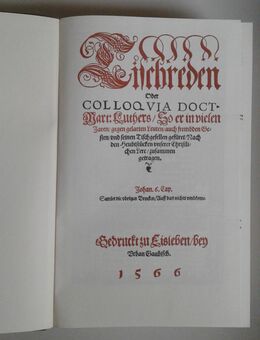 Tischreden
Oder
COLLOQVIA DOCT.
Mart: Luthers/ So er in vielen
Jaren/ gegen gelarten Leuten/ auch frembden Ge-
sten/ vnd seinen Tischgesellen gefüret/ Nach
den Heubtstücken vnserer Christli-
chen Lere/ zusammen
getragen.
Johan. 6. Cap.
Samlet die vbrigen Brocken/ Auff das nichts vmbkome.
Gedruckt zu Eisleben/ bey
Vrban Gaubisch.
1566